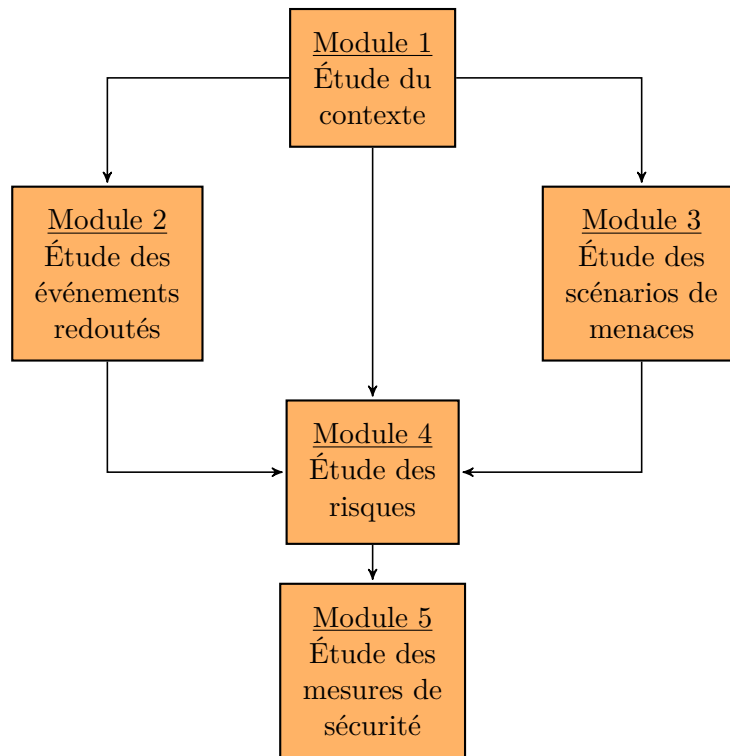 Module 1
Étude du
contexte
Module 2
Étude des
événements
redoutés
Module 3
Étude des
scénarios de
menaces
Module 4
Étude des
risques
Module 5
Étude des
mesures de
sécurité